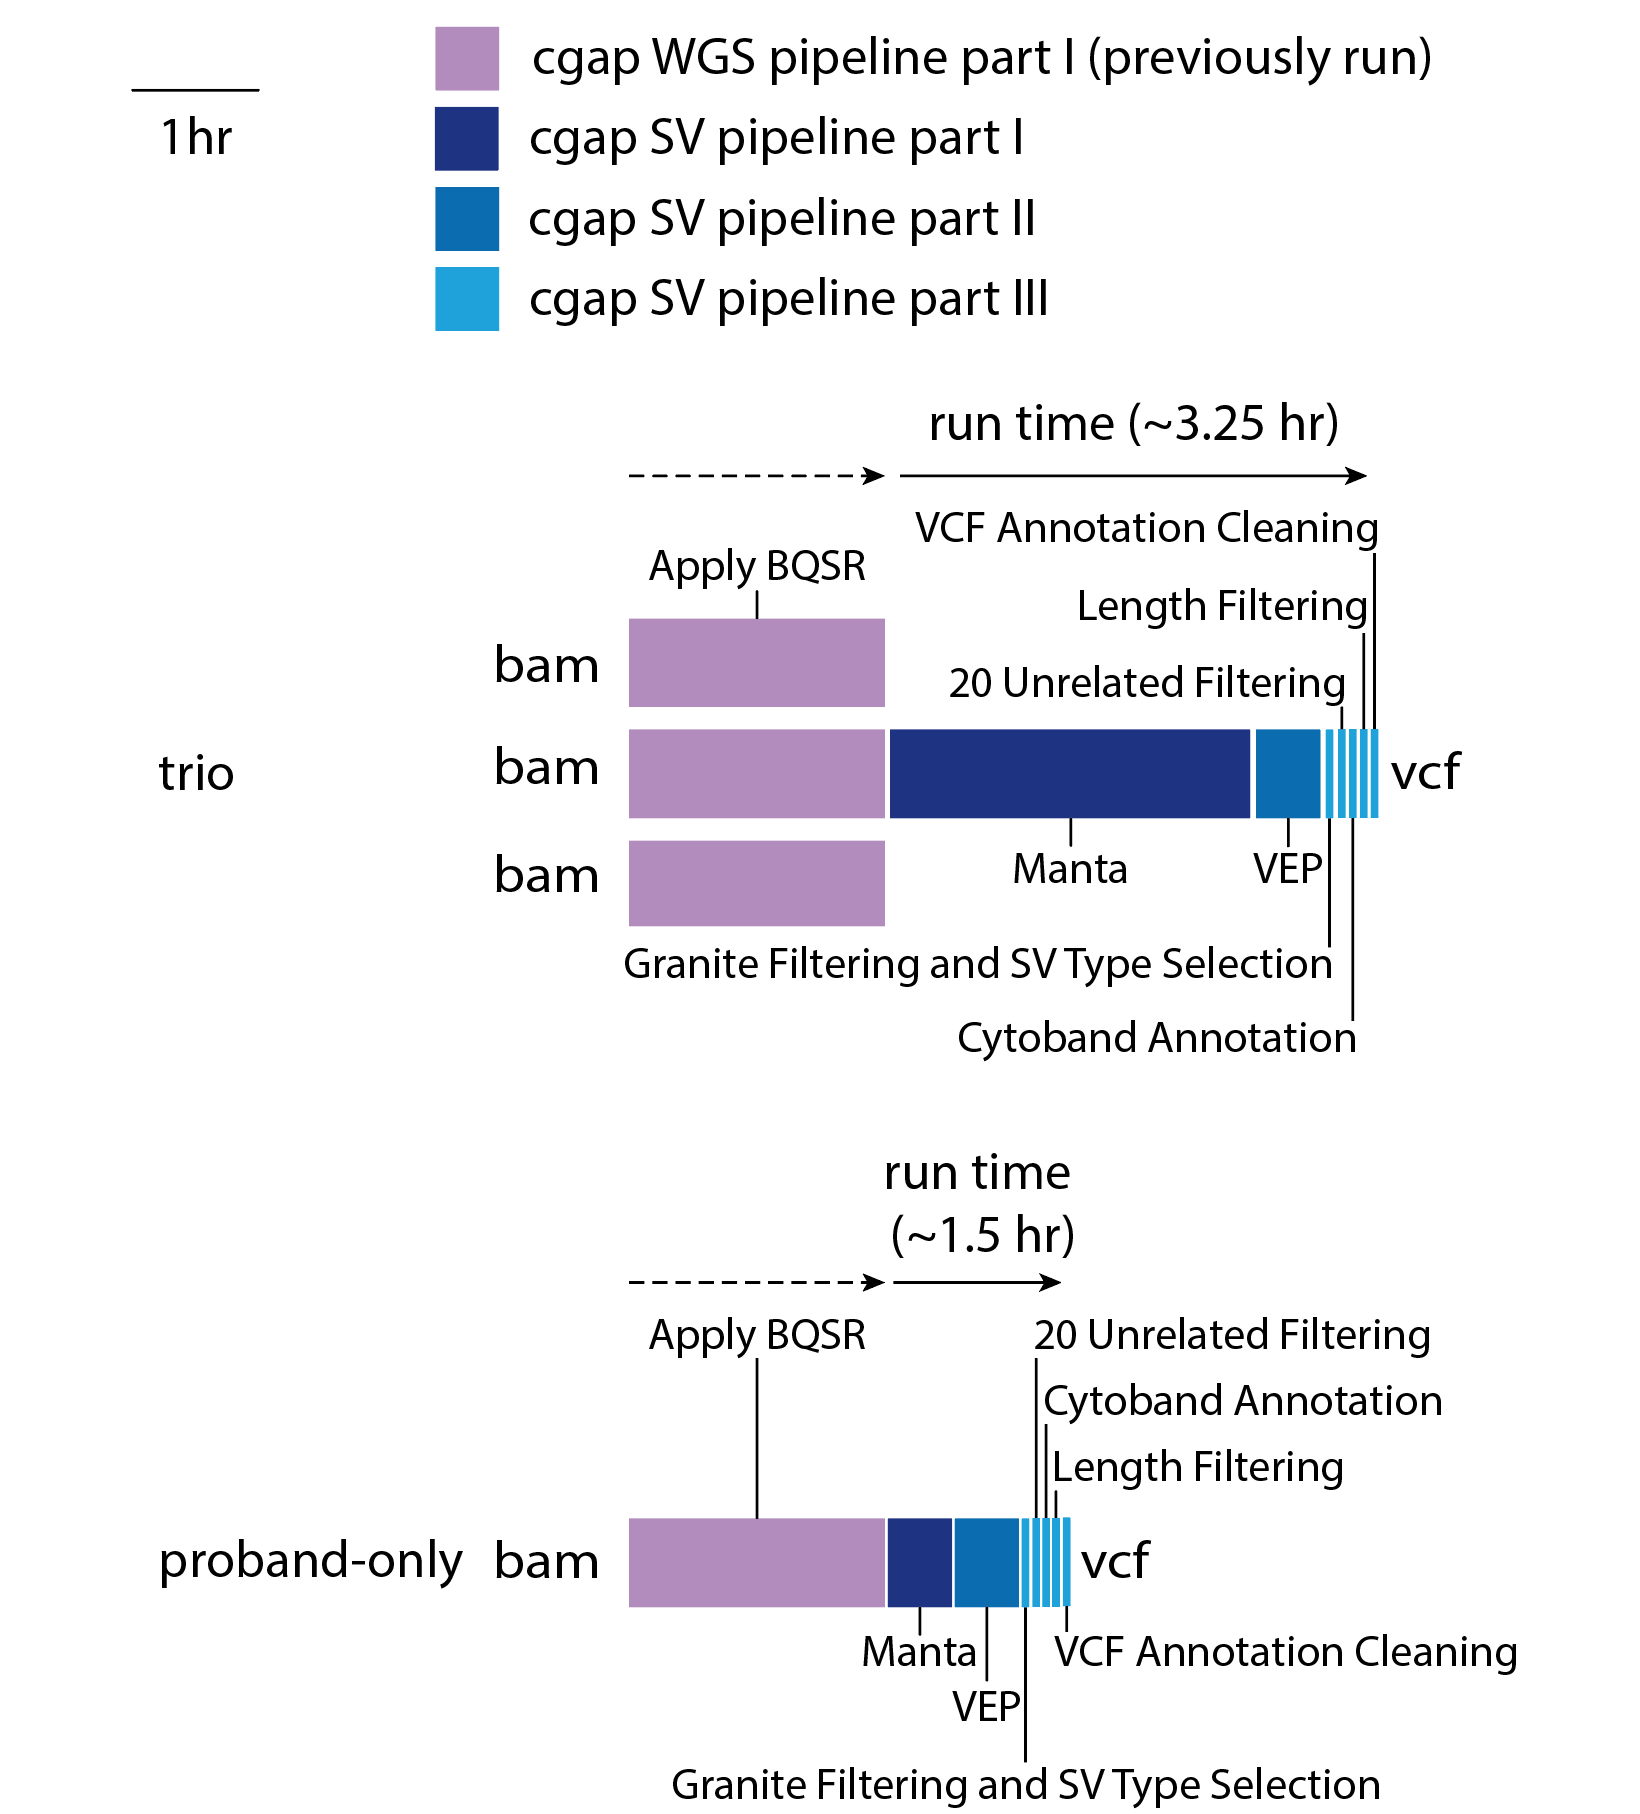 cgap WGS pipeline part I (previously run)
1hr
cgap SV pipeline part I
cgap SV pipeline part II
cgap SV pipeline part III
run time (~3.25 hr)
VCF Annotation Cleaning
Apply BQSR
Length Filtering
20 Unrelated Filtering
bam
trio
bam
vcf
bam
Manta
VEP
Granite Filtering and SV Type Selection
Cytoband Annotation
run time
(~1.5 hr)
Apply BQSR
20 Unrelated Filtering
Cytoband Annotation
Length Filtering
proband-only
bam
vcf
Manta
VCF Annotation Cleaning
VEP
Granite Filtering and SV Type Selection